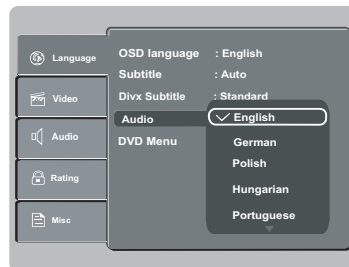 Language
Video
Audio
Rating
Misc
OSD language : English
Subtitle : Auto
Divx Subtitle : Standard
Audio
DVD Menu
English
German
Polish
Hungarian
Portuguese